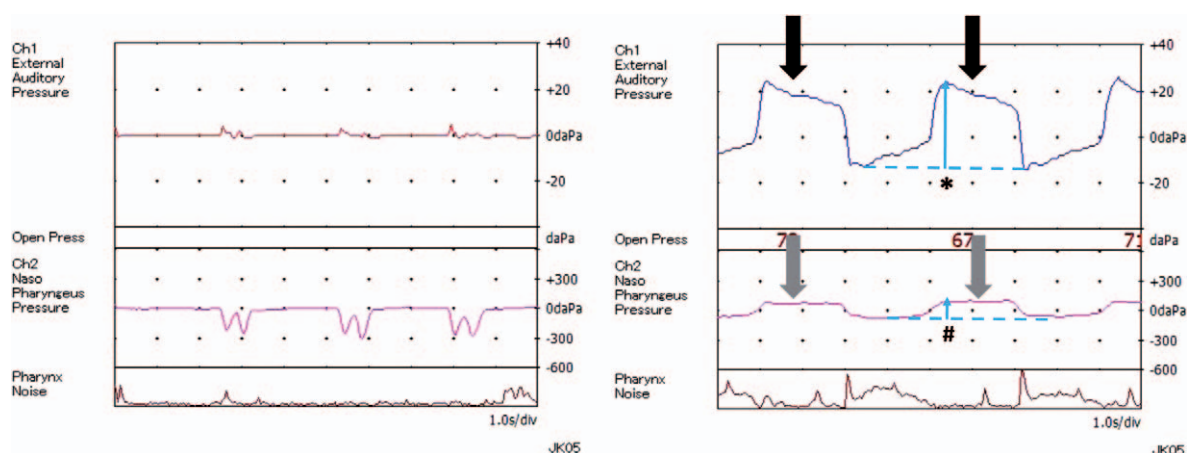 Ch1
External
Auditory
Pressure
+40
+20
0daPa
-20
Open Press
daPa
Ch2
Naso
Pharyngeus
Pressure
+300
0daPa
-300
-600
Pharynx
Noise
1.0s/div
JK05
Ch1
External
Auditory
Pressure
+40
+20
0daPa
-20
*
Open Press
67
71
daPa
Ch2
Naso
Pharyngeus
Pressure
+300
0daPa
-300
#
-600
Pharynx
Noise
1.0s/div
JK05